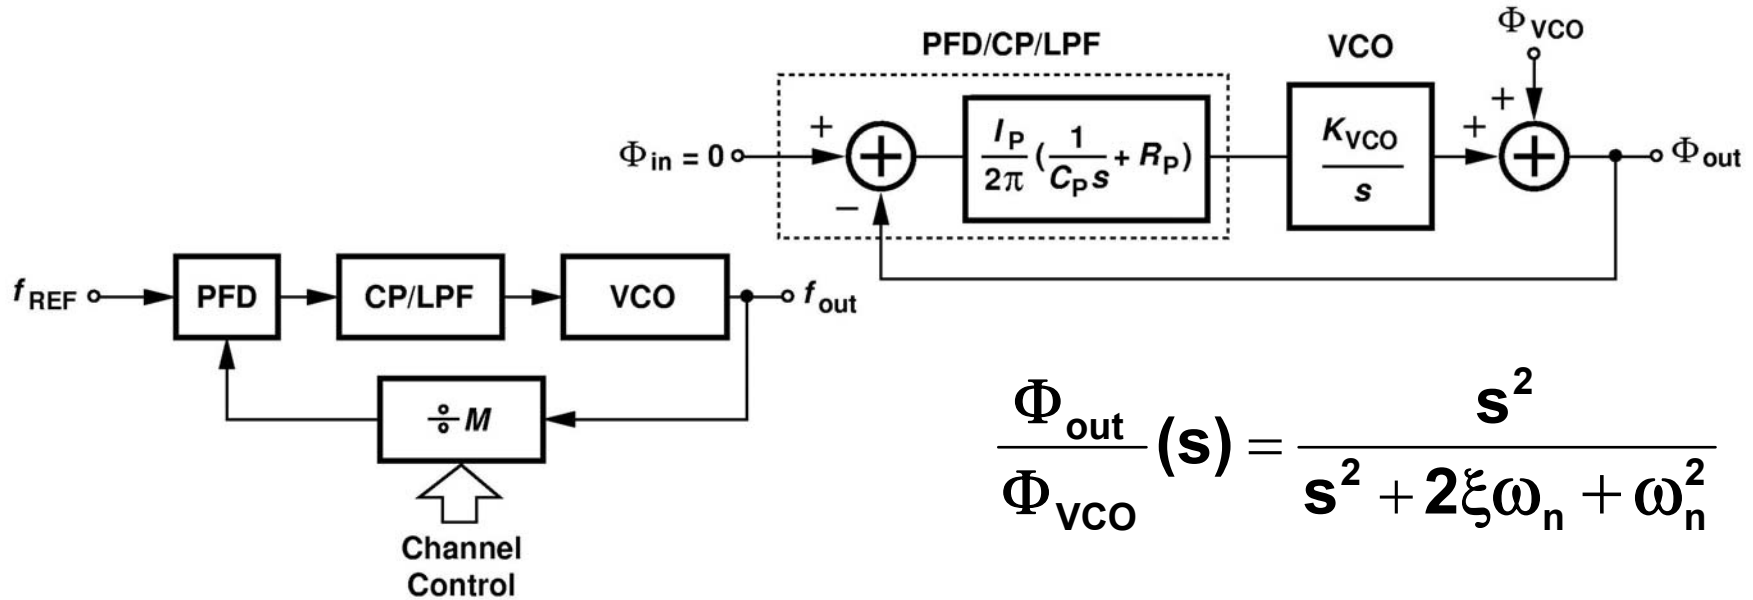 Φ_VCO
PFD/CP/LPF
VCO
Φ_in = 0
+
−
I_P/2π (1/(C_P s) + R_P)
K_VCO/s
+
+
Φ_out
f_REF
PFD
CP/LPF
VCO
f_out
÷ M
Channel
Control
Φ_out/Φ_VCO (s) = s²/(s² + 2ξω_n + ω_n²)